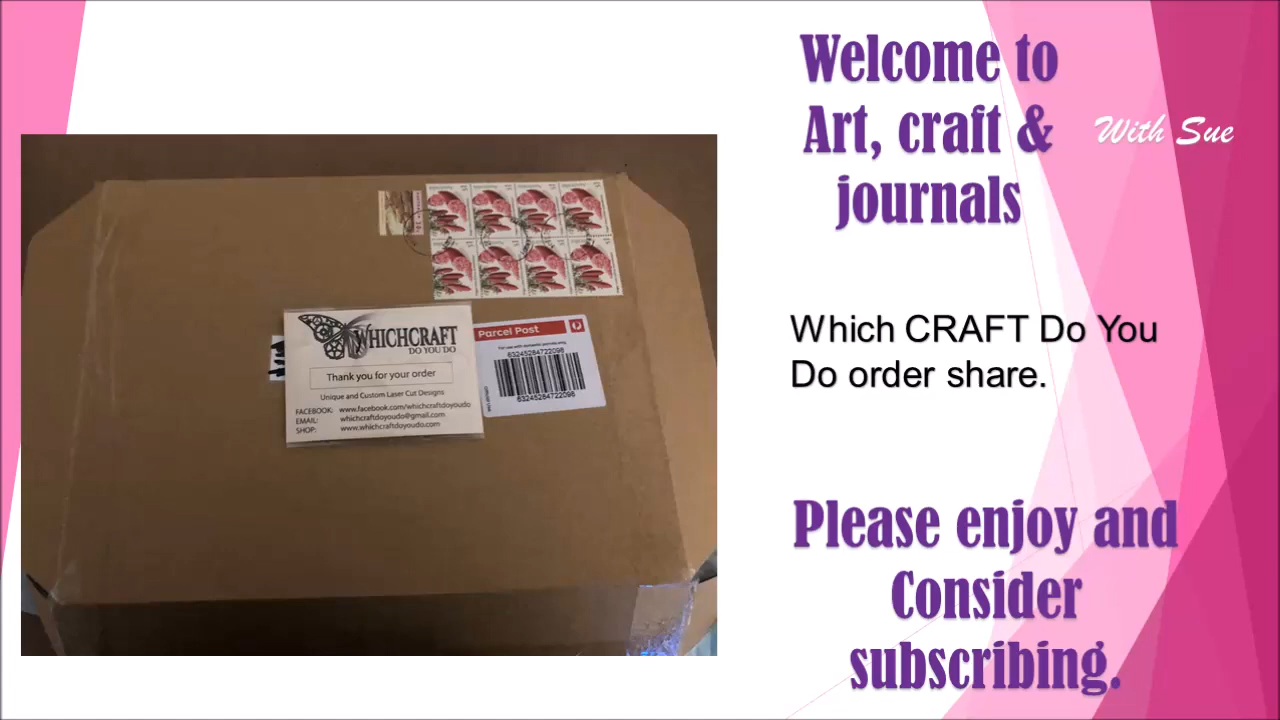 Welcome to
Art, craft &
journals
With Sue
Which CRAFT Do You
Do order share.
Please enjoy and
Consider
subscribing.
WHICHCRAFT
DO YOU DO
Thank you for your order
Unique and Custom Laser Cut Designs
FACEBOOK: www.facebook.com/whichcraftdoyoudo
EMAIL: whichcraftdoyoudo@gmail.com
SHOP: www.whichcraftdoyoudo.com
Parcel Post
63245284722098
63245284722098